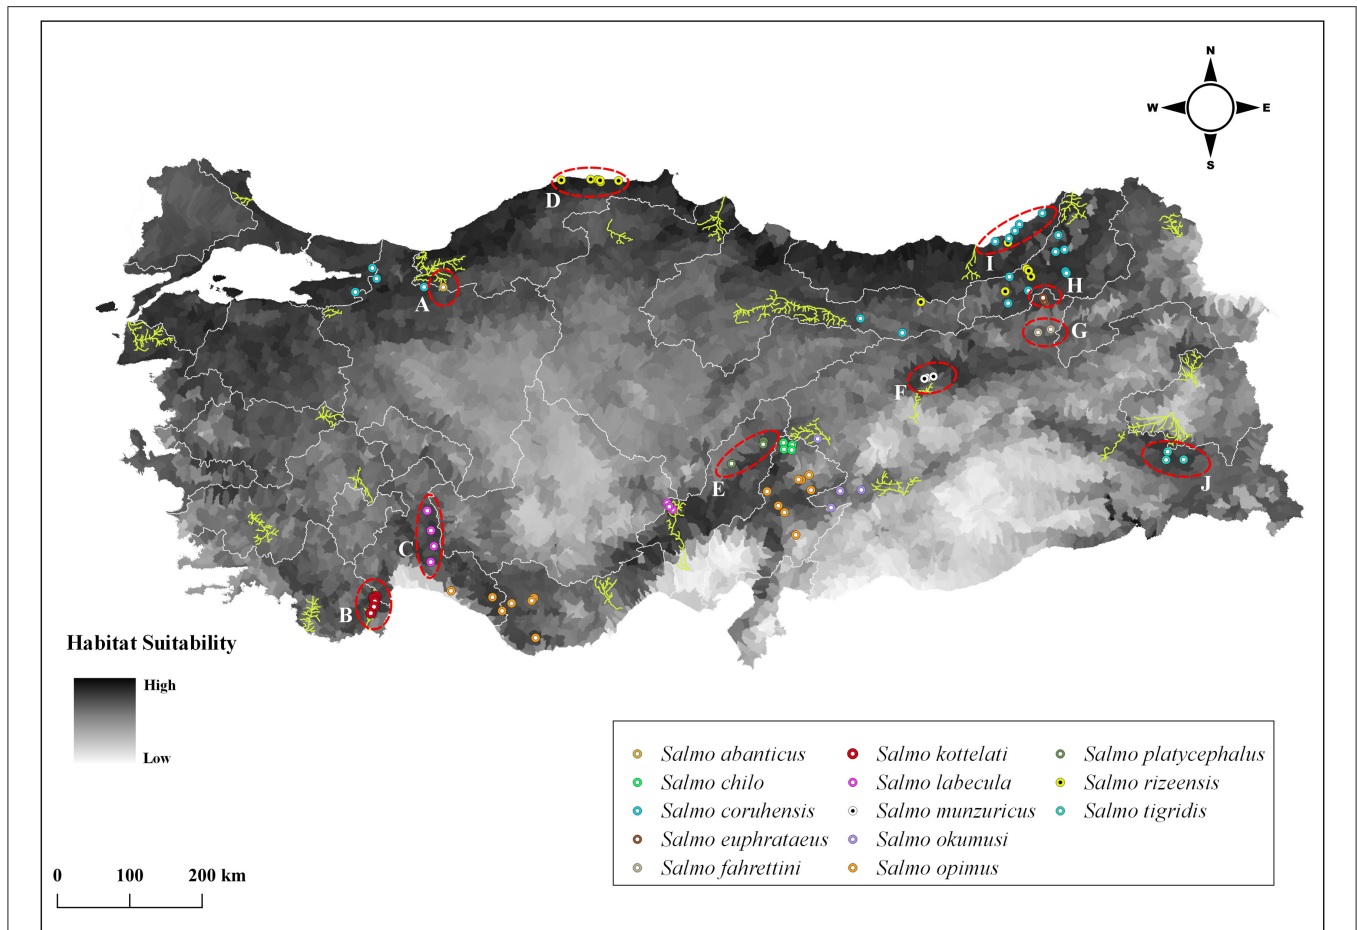 N
W E
S
D
I
A
H
G
F
E
J
C
B
Habitat Suitability
High
Low
Salmo abanticus
Salmo chilo
Salmo coruhensis
Salmo euphrataeus
Salmo fahrettini
Salmo kottelati
Salmo labecula
Salmo munzuricus
Salmo okumusi
Salmo opimus
Salmo platycephalus
Salmo rizeensis
Salmo tigridis
0 100 200 km